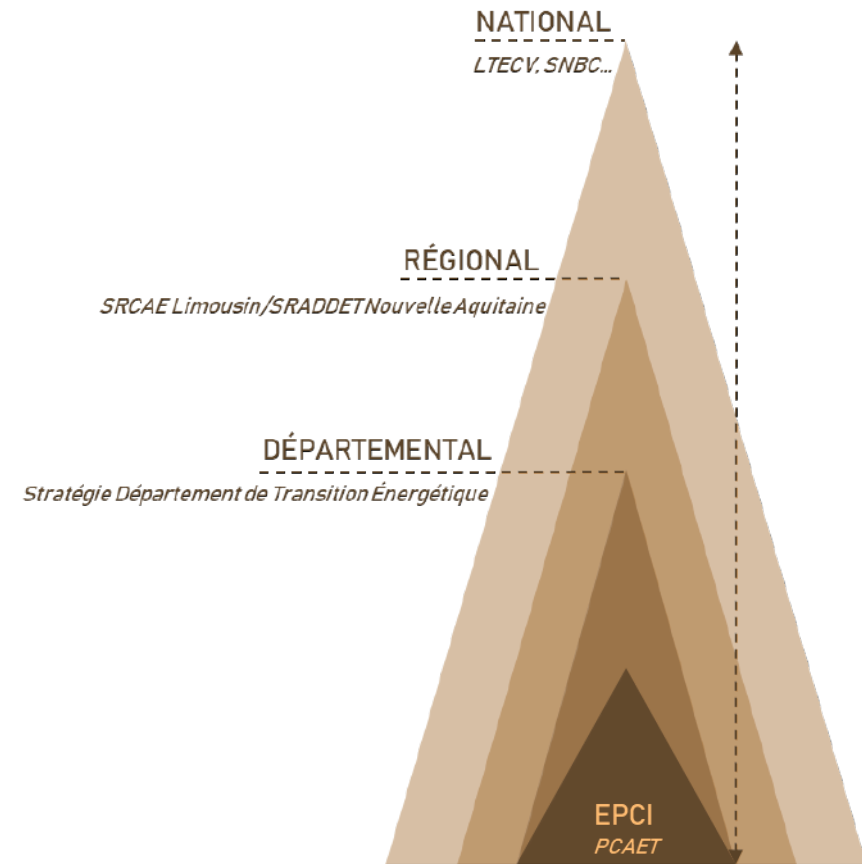 NATIONAL
LTECV, SNBC...
RÉGIONAL
SRCAE Limousin/SRADDET Nouvelle Aquitaine
DÉPARTEMENTAL
Stratégie Département de Transition Énergétique
EPCI
PCAET